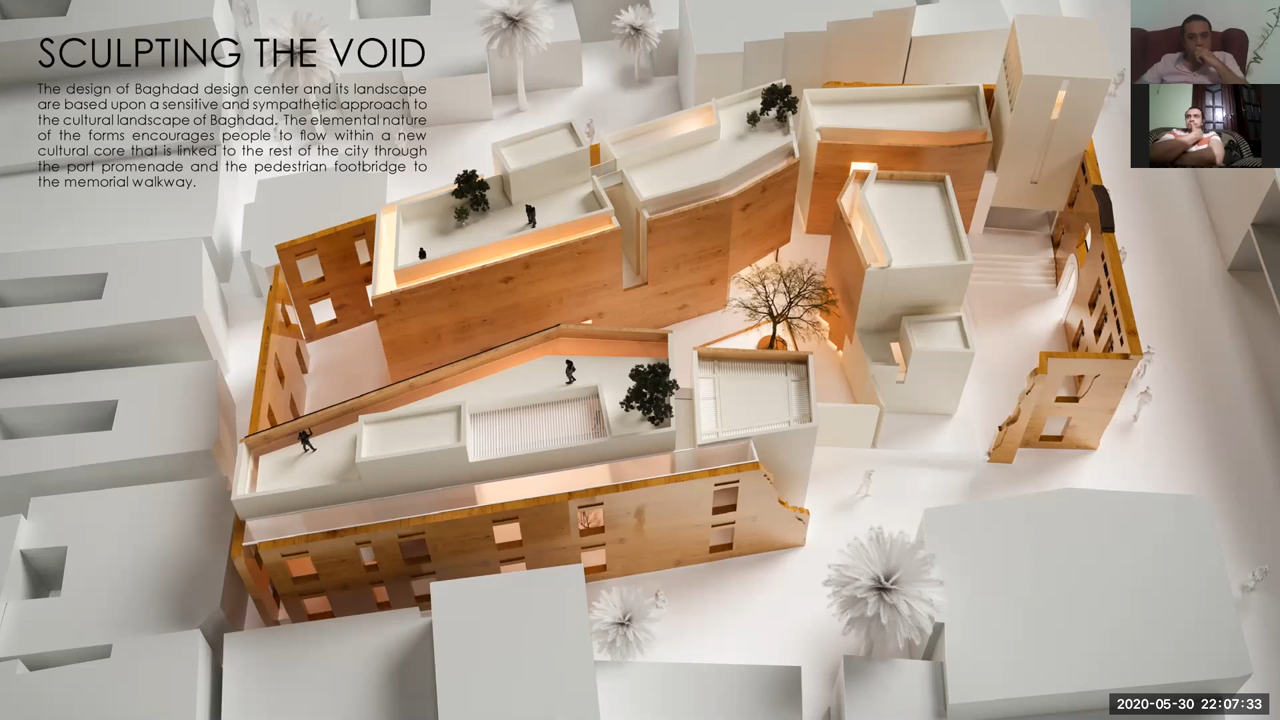 SCULPTING THE VOID
The design of Baghdad design center and its landscape
are based upon a sensitive and sympathetic approach to
the cultural landscape of Baghdad. The elemental nature
of the forms encourages people to flow within a new
cultural core that is linked to the rest of the city through
the port promenade and the pedestrian footbridge to
the memorial walkway.
2020-05-30 22:07:33